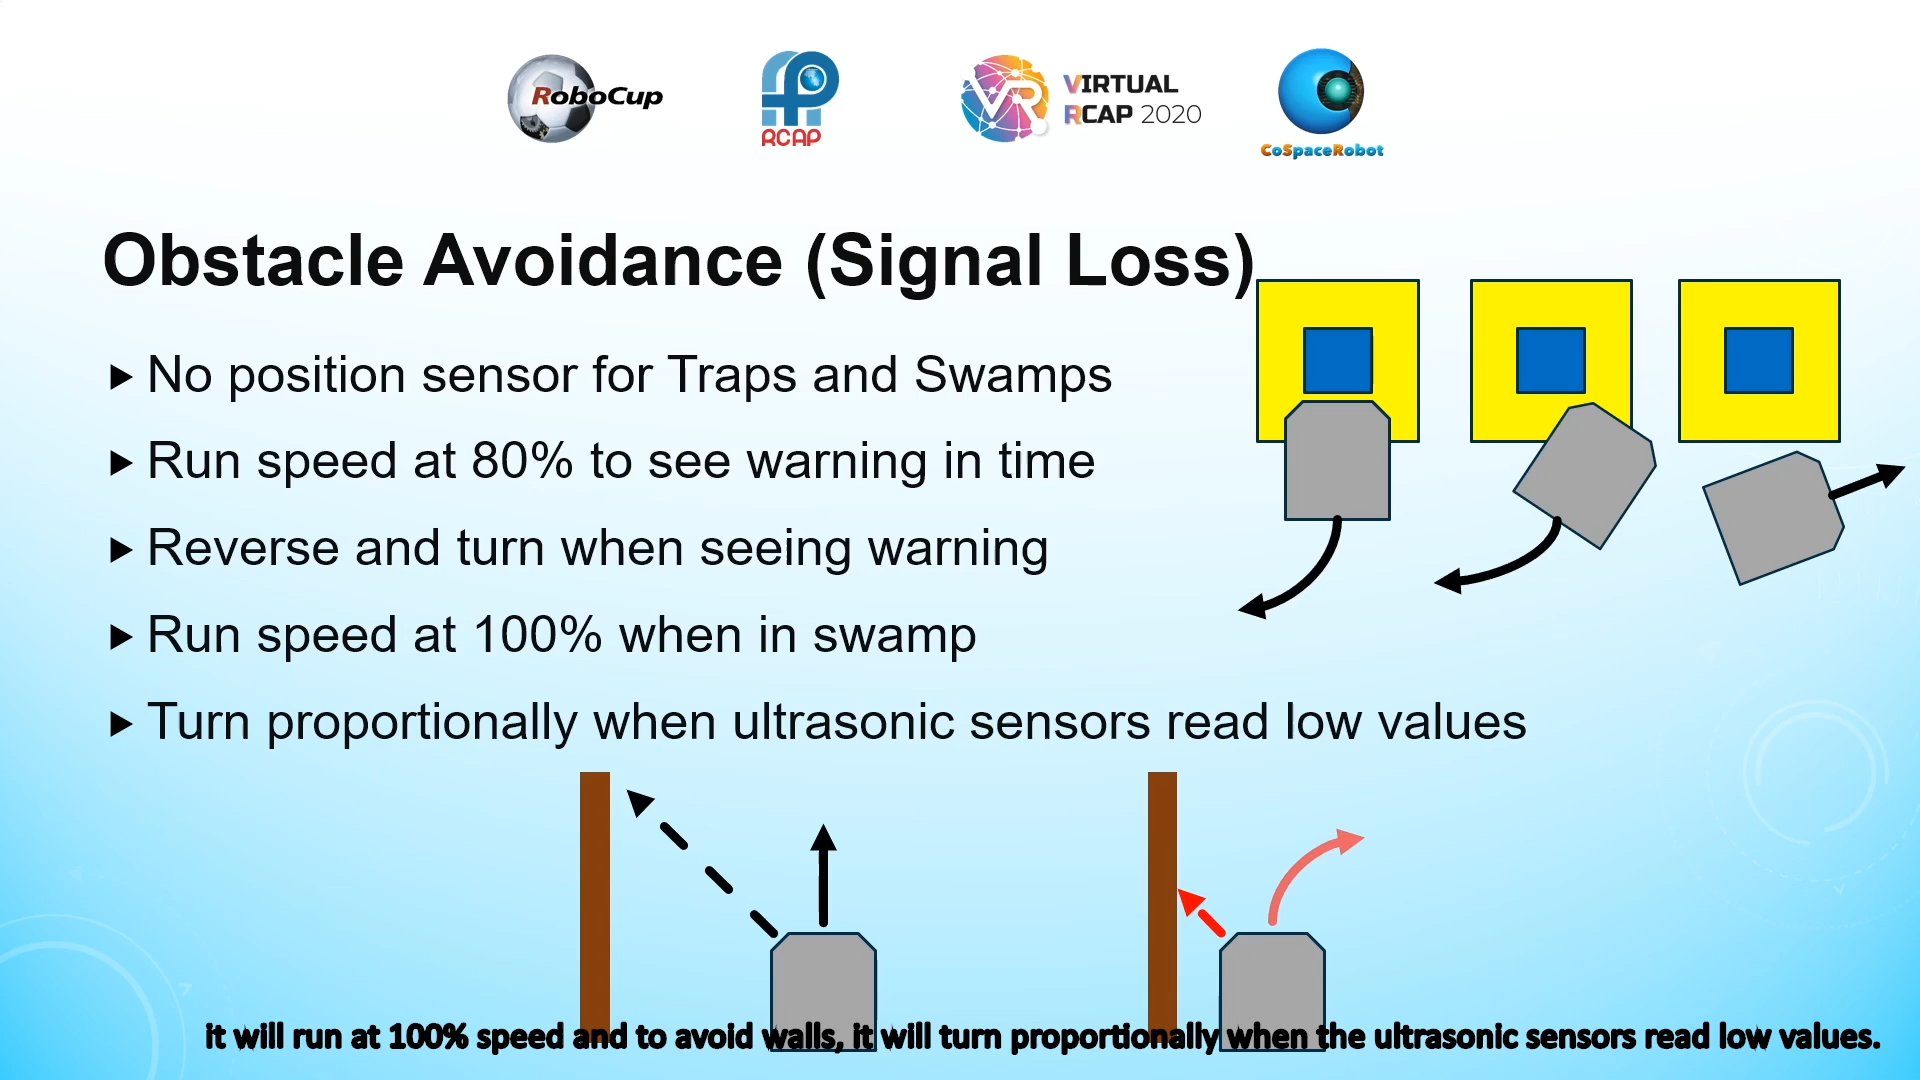 RoboCup
RCAP
VR
VIRTUAL
RCAP 2020
CoSpaceRobot
Obstacle Avoidance (Signal Loss)
No position sensor for Traps and Swamps
Run speed at 80% to see warning in time
Reverse and turn when seeing warning
Run speed at 100% when in swamp
Turn proportionally when ultrasonic sensors read low values
it will run at 100% speed and to avoid walls, it will turn proportionally when the ultrasonic sensors read low values.